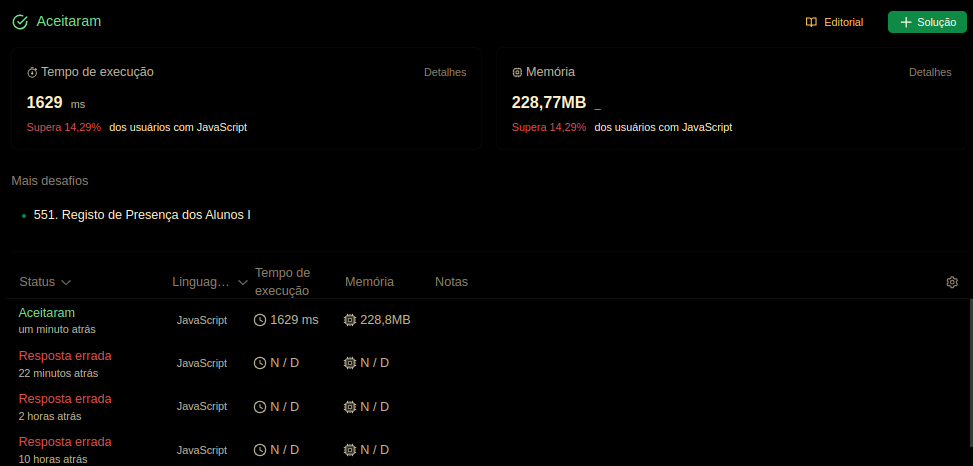 Aceitaram
Editorial
Solução
Tempo de execução
Detalhes
1629 ms
Supera 14,29% dos usuários com JavaScript
Memória
Detalhes
228,77MB _
Supera 14,29% dos usuários com JavaScript
Mais desafios
551. Registo de Presença dos Alunos I
Status
Linguag...
Tempo de
execução
Memória
Notas
Aceitaram
um minuto atrás
JavaScript
1629 ms
228,8MB
Resposta errada
22 minutos atrás
JavaScript
N / D
N / D
Resposta errada
2 horas atrás
JavaScript
N / D
N / D
Resposta errada
10 horas atrás
JavaScript
N / D
N / D